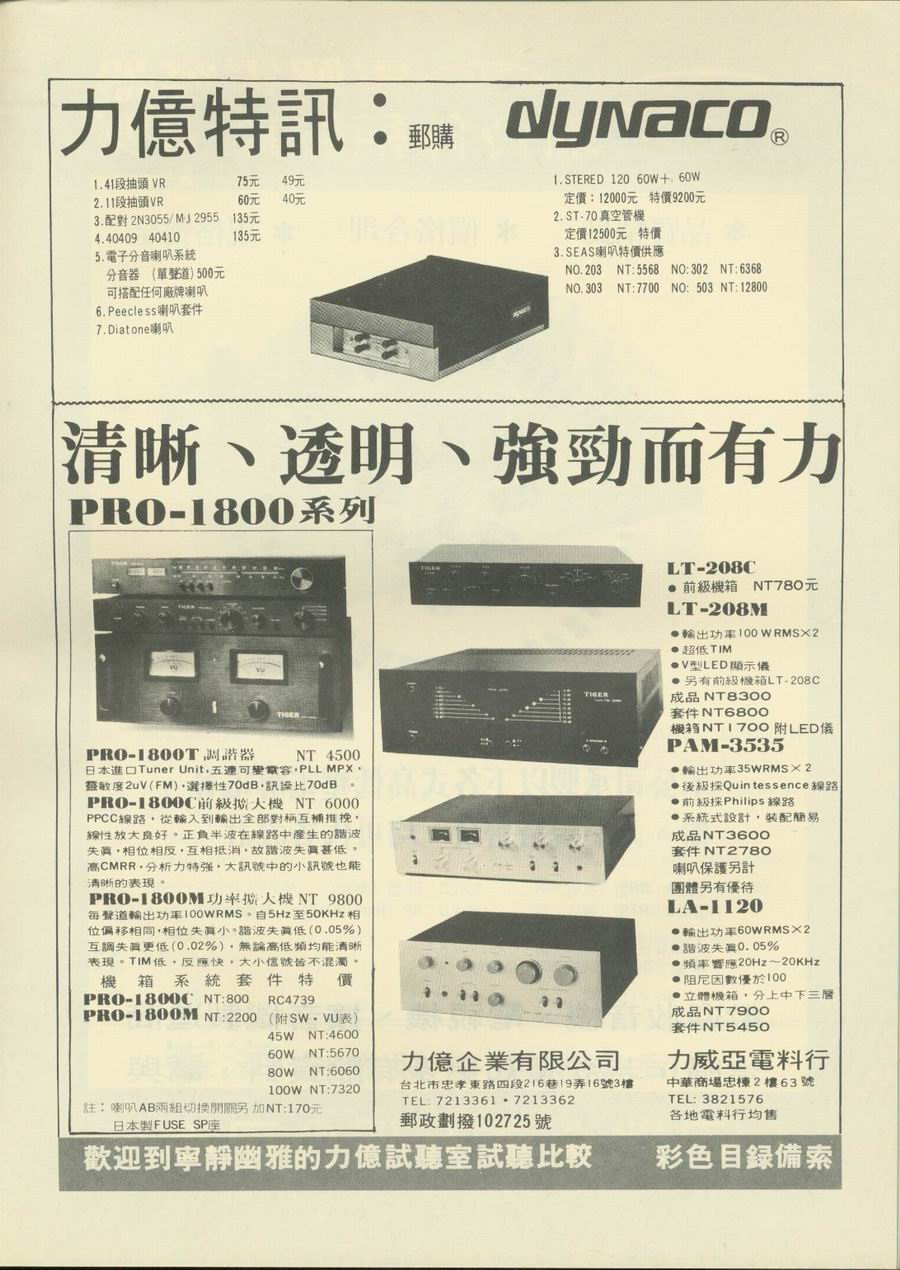 力億特訊：郵購
dynaco®
1.41段抽頭VR 75元 49元
2.11段抽頭VR 60元 40元
3.配對2N3055/MJ2955 135元
4.40409 40410 135元
5.電子分音喇叭系統
分音器 (單聲道)500元
可搭配任何廠牌喇叭
6.Peecless喇叭套件
7.Diatone喇叭
1.STERED 120 60W+.60W
定價：12000元 特價9200元
2.ST-70真空管機
定價12500元 特價
3.SEAS喇叭特價供應
NO.203 NT:5568 NO:302 NT:6368
NO.303 NT:7700 NO: 503 NT:12800
dynaco
清晰、透明、強勁而有力
PRO-1800系列
TIGER
VU
VU
TIGER
PRO-1800T調諧器 NT 4500
日本進口Tuner Unit,五連可變電容,PLL MPX,
靈敏度2uV(FM),選擇性70dB,訊譟比70dB 。
PRO-1800C前級擴大機 NT 6000
PPCC線路，從輸入到輸出全部對稱互補推挽，
線性放大良好。正負半波在線路中產生的諧波
失眞，相位相反，互相抵消，故諧波失眞甚低。
高CMRR，分析力特強，大訊號中的小訊號也能
清晰的表現。
PRO-1800M功率擴大機NT 9800
每聲道輸出功率100WRMS。自5Hz至50KHz相
位偏移相同，相位失眞小。諧波失眞低(0.05%)
互調失眞更低(0.02%)，無論高低頻均能清晰
表現。TIM低，反應快，大小信號皆不混濁。
機箱系統套件特價
PRO-1800C NT:800 RC4739
PRO-1800M NT:2200 (附SW·VU表)
45W NT:4600
60W NT:5670
80W NT:6060
100W NT:7320
註：喇叭AB兩組切換開關另加NT:170元
日本製FUSE SP座
TIGER
TIGER
LT-208C
●前級機箱 NT780元
LT-208M
●輸出功率100WRMS×2
●超低TIM
●V型LED顯示儀
●另有前級機箱LT-208C
成品NT8300
套件NT6800
機箱NT1700附LED儀
PAM-3535
●輸出功率35WRMS×2
●後級採Quintessence線路
●前級採Philips線路
●系統式設計，裝配簡易
成品NT3600
套件NT2780
喇叭保護另計
團體另有優待
LA-1120
●輸出功率60WRMS×2
●諧波失眞0.05%
●頻率響應20Hz～20KHz
●阻尼因數優於100
●立體機箱，分上中下三層
成品NT7900
套件NT5450
力億企業有限公司
台北市忠孝東路四段216巷19弄16號3樓
TEL: 7213361·7213362
郵政劃撥102725號
力威亞電料行
中華商場忠棟2樓63號
TEL: 3821576
各地電料行均售
歡迎到寧靜幽雅的力億試聽室試聽比較 彩色目録備索